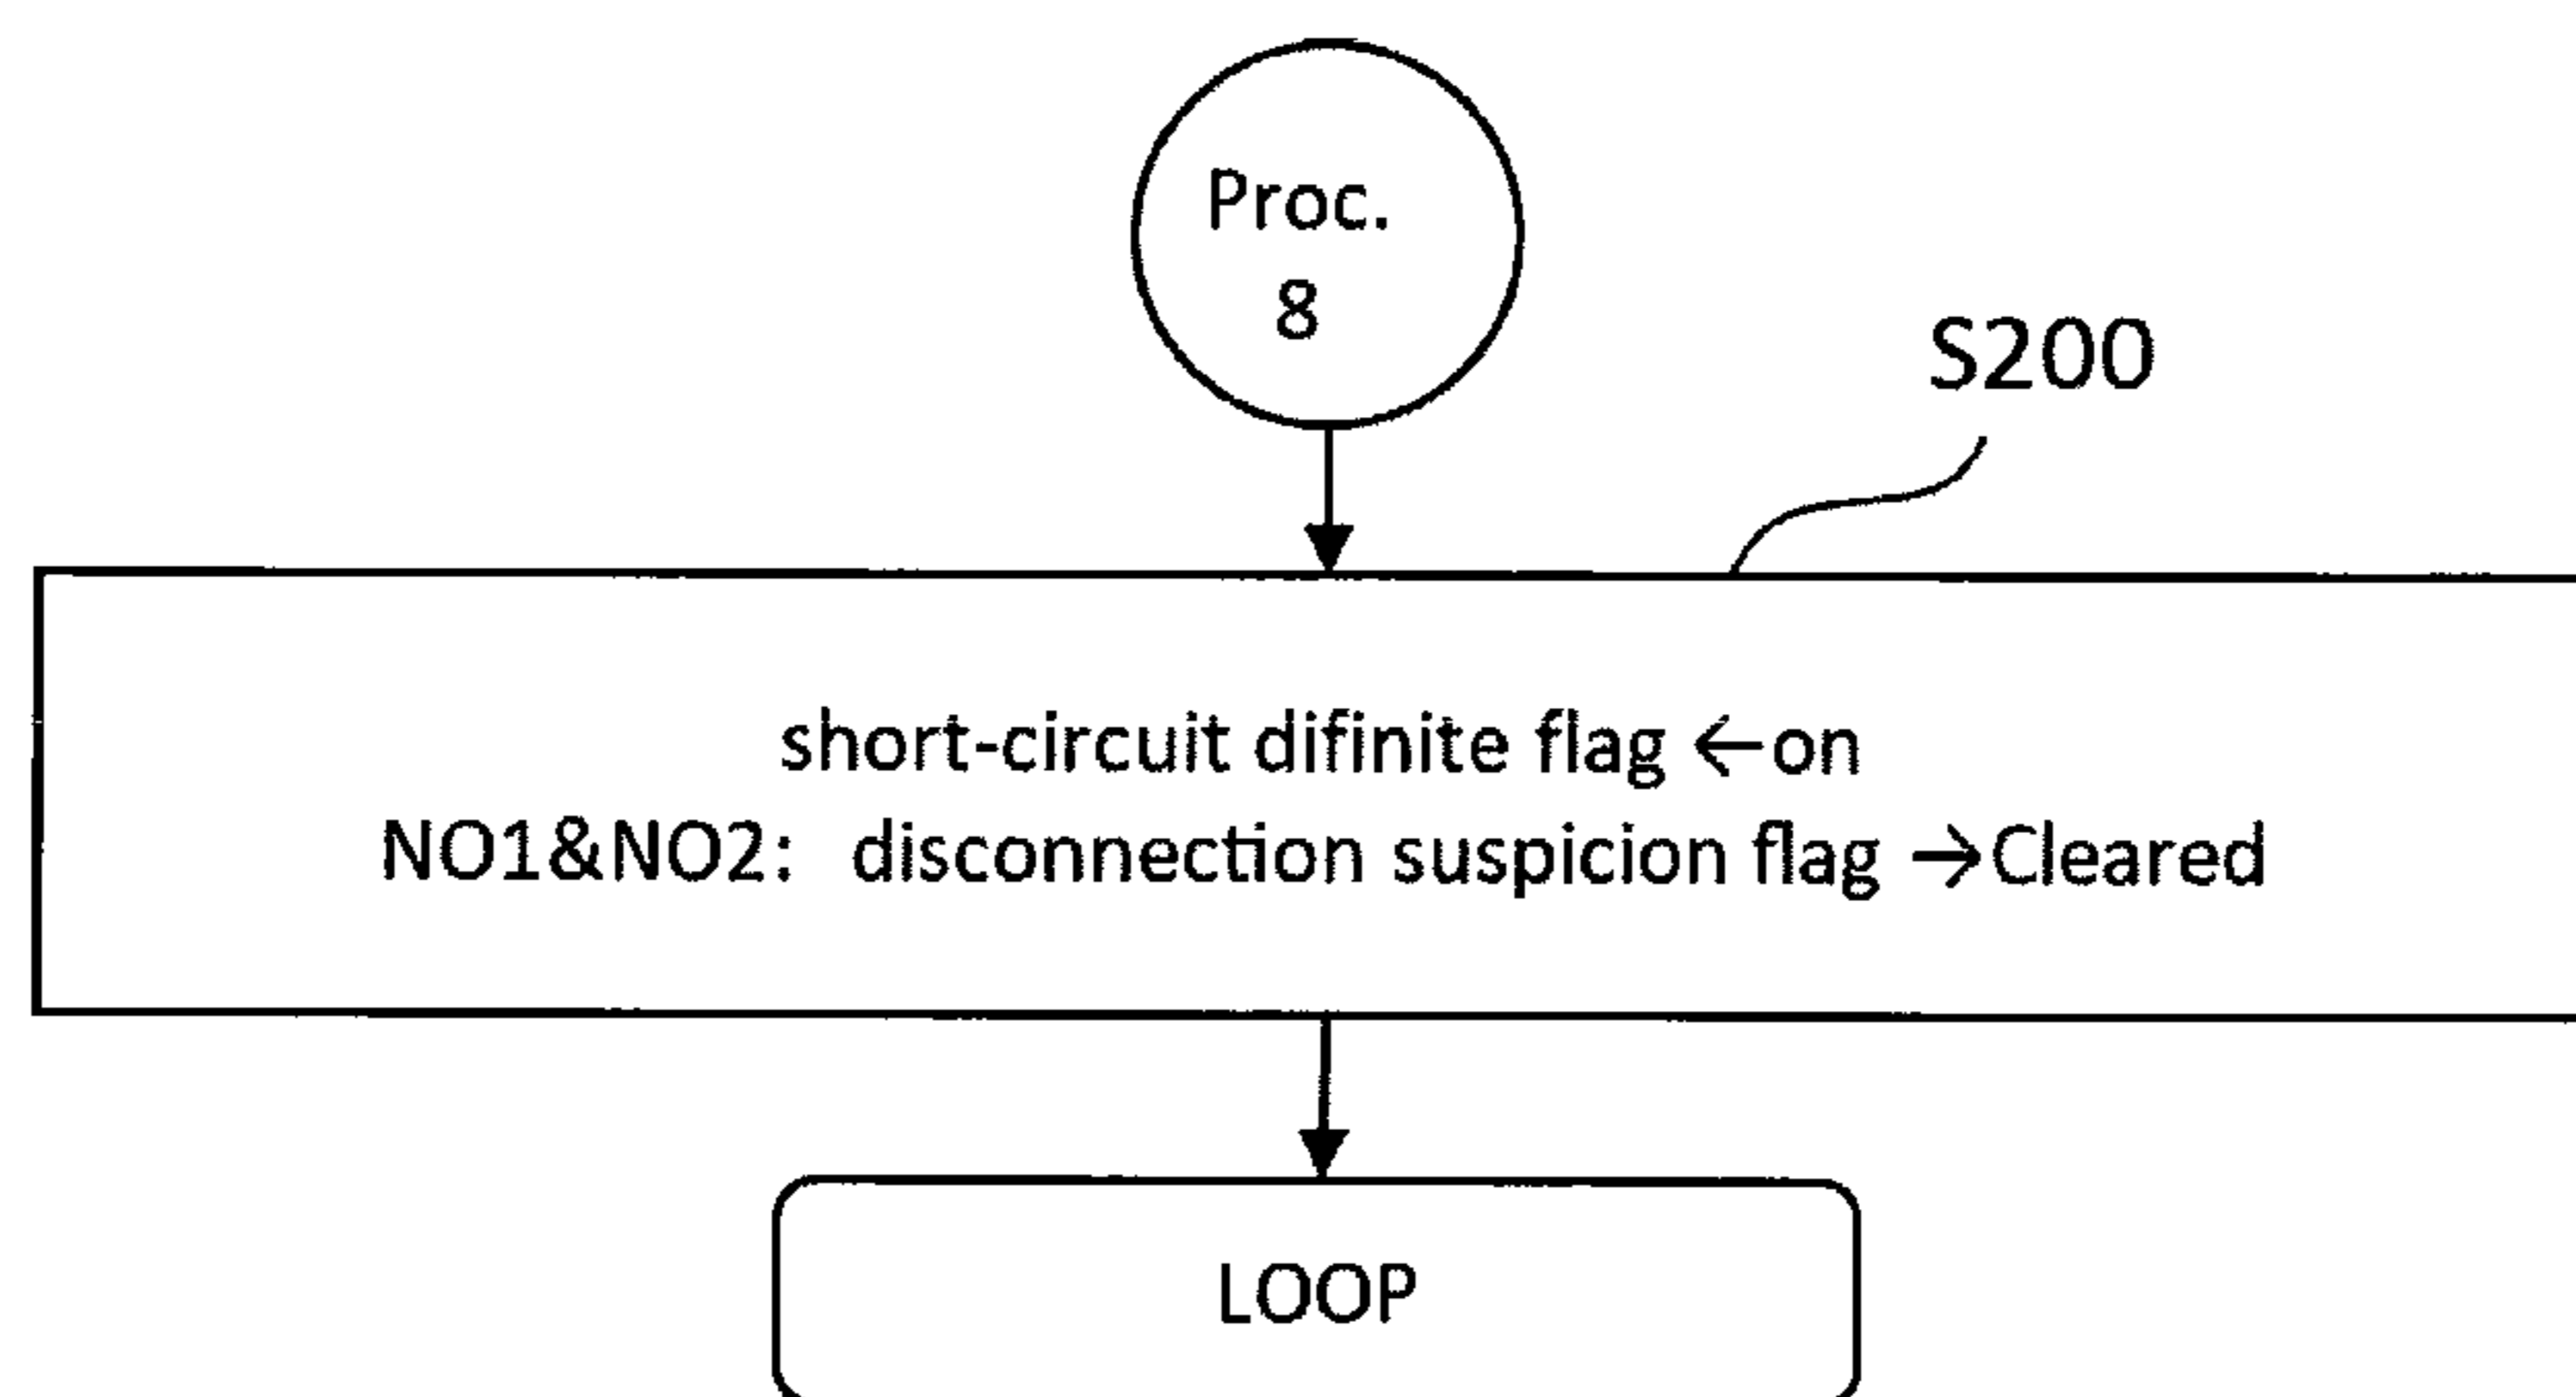 Proc.
8
S200
short-circuit difinite flag ←on
NO1&NO2: disconnection suspicion flag →Cleared
LOOP